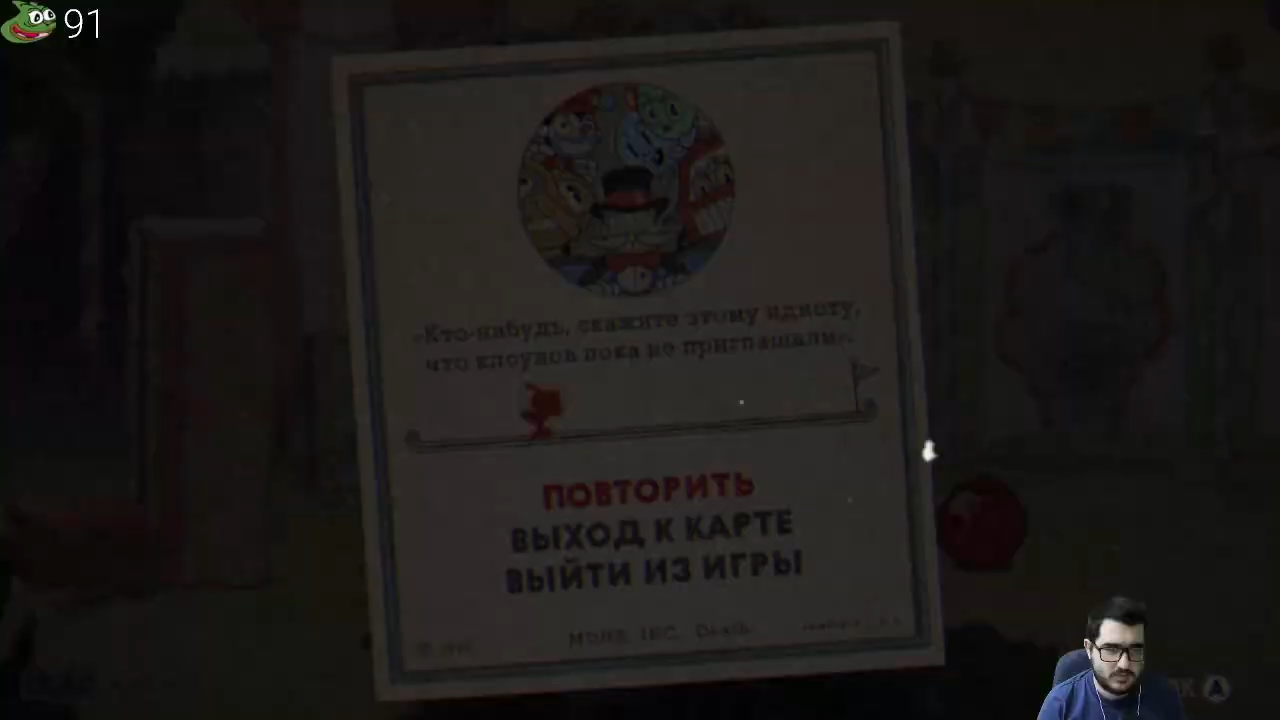 91
«Кто-нибудь, скажите этому идиоту,
что клоунов пока не приглашали».
ПОВТОРИТЬ
ВЫХОД К КАРТЕ
ВЫЙТИ ИЗ ИГРЫ
A